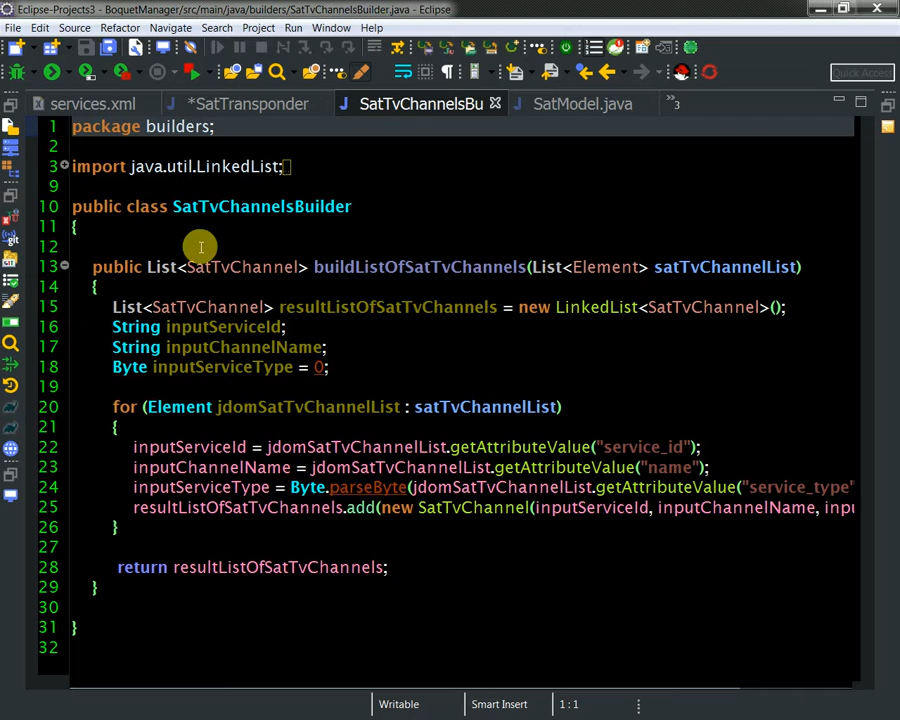 Eclipse-Projects3 - BoquetManager/src/main/java/builders/SatTvChannelsBuilder.java - Eclipse
File Edit Source Refactor Navigate Search Project Run Window Help
Quick Access
services.xml *SatTransponder SatTvChannelsBu SatModel.java »3
1 package builders;
2
3 import java.util.LinkedList;
9
10 public class SatTvChannelsBuilder
11 {
12
13 public List<SatTvChannel> buildListOfSatTvChannels(List<Element> satTvChannelList)
14 {
15 List<SatTvChannel> resultListOfSatTvChannels = new LinkedList<SatTvChannel>();
16 String inputServiceId;
17 String inputChannelName;
18 Byte inputServiceType = 0;
19
20 for (Element jdomSatTvChannelList : satTvChannelList)
21 {
22 inputServiceId = jdomSatTvChannelList.getAttributeValue("service_id");
23 inputChannelName = jdomSatTvChannelList.getAttributeValue("name");
24 inputServiceType = Byte.parseByte(jdomSatTvChannelList.getAttributeValue("service_type"
25 resultListOfSatTvChannels.add(new SatTvChannel(inputServiceId, inputChannelName, inpu
26 }
27
28 return resultListOfSatTvChannels;
29 }
30
31 }
32
Writable Smart Insert 1 : 1